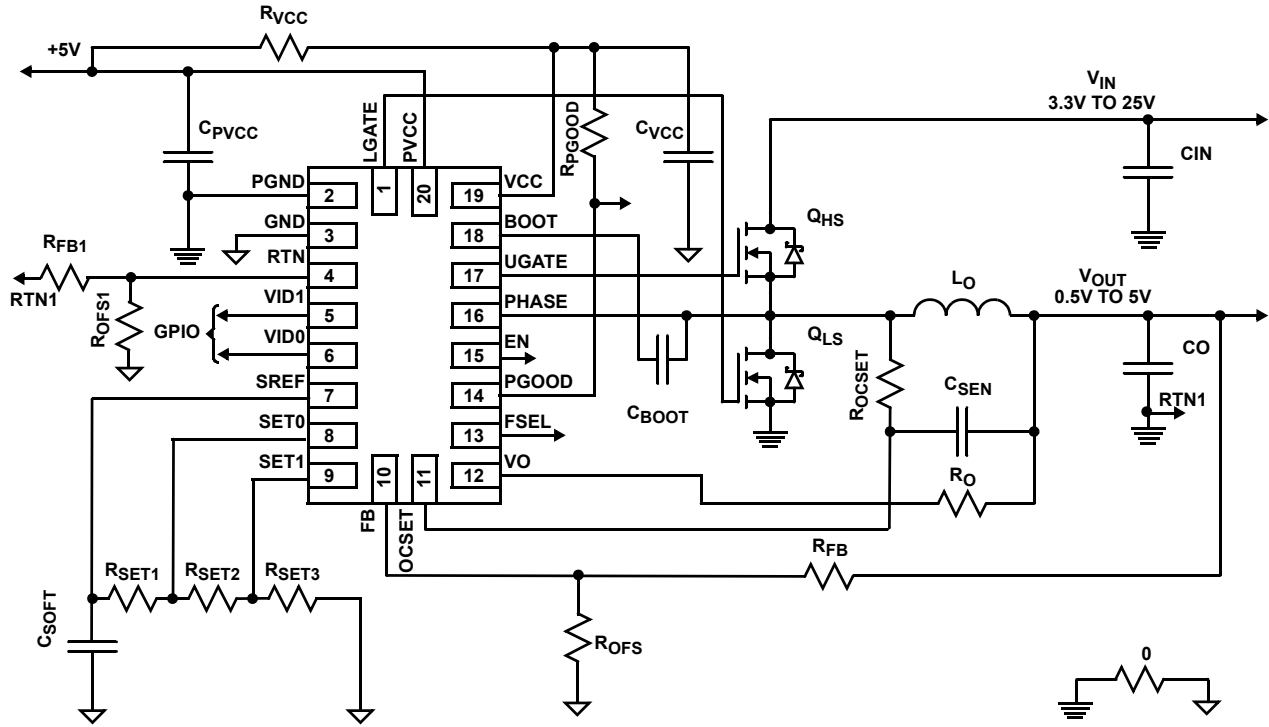 RVCC
+5V
VIN
3.3V TO 25V
CPVCC
LGATE
PVCC
RPGOOD
CVCC
CIN
PGND
2
1
20
19
VCC
GND
3
18
BOOT
QHS
RFB1
RTN
4
17
UGATE
RTN1
ROFS1
VID1
5
16
PHASE
LO
VOUT
0.5V TO 5V
GPIO
VID0
6
15
EN
QLS
CO
SREF
7
14
PGOOD
CBOOT
ROCSET
CSEN
RTN1
SET0
8
13
FSEL
SET1
9
10
11
12
VO
RO
FB
OCSET
RFB
RSET1
RSET2
RSET3
CSOFT
ROFS
0